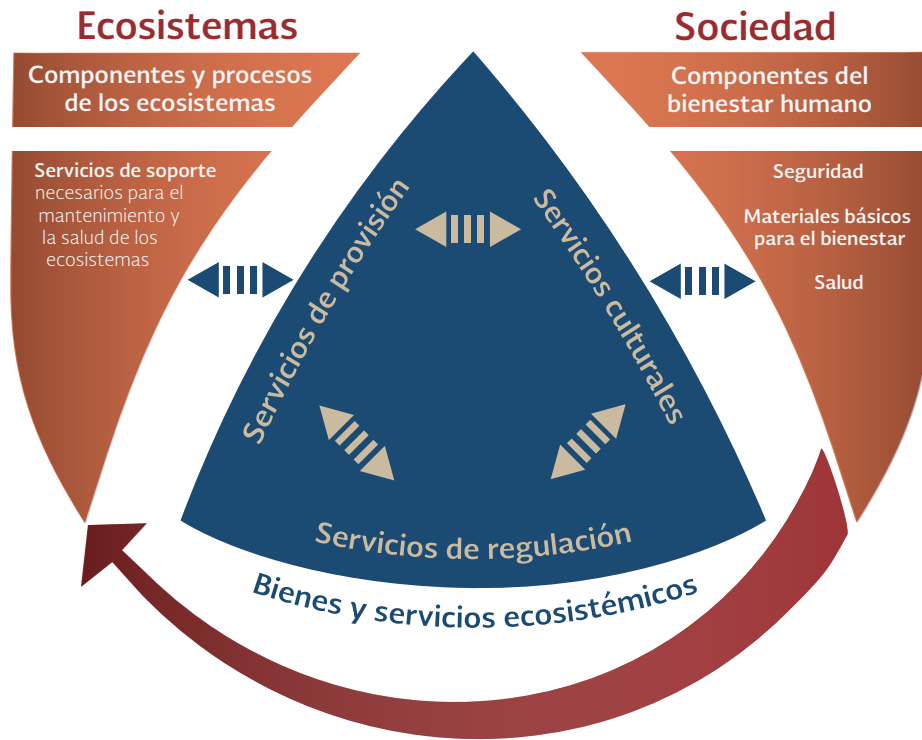 Ecosistemas
Componentes y procesos
de los ecosistemas
Servicios de soporte
necesarios para el
mantenimiento y
la salud de los
ecosistemas
Servicios de provisión
Servicios culturales
Servicios de regulación
Bienes y servicios ecosistémicos
Sociedad
Componentes del
bienestar humano
Seguridad
Materiales básicos
para el bienestar
Salud